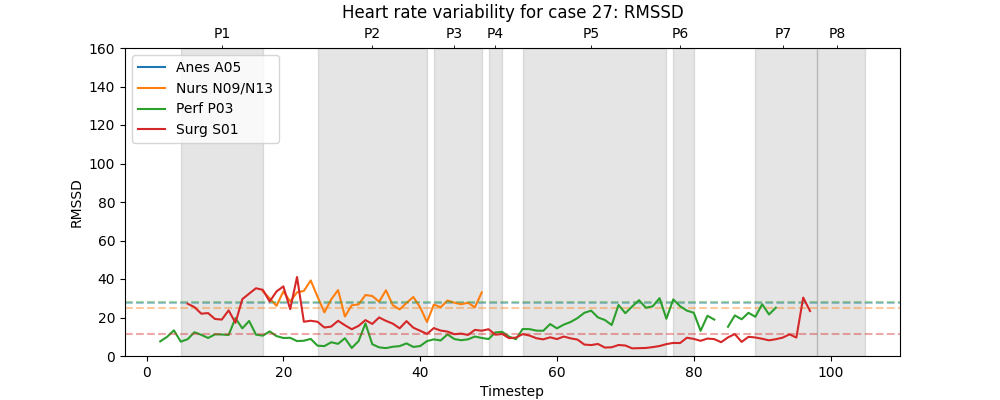 Heart rate variability for case 27: RMSSD
P1 P2 P3 P4 P5 P6 P7 P8
160
140
120
100
80
60
40
20
0
RMSSD
Anes A05
Nurs N09/N13
Perf P03
Surg S01
0 20 40 60 80 100
Timestep